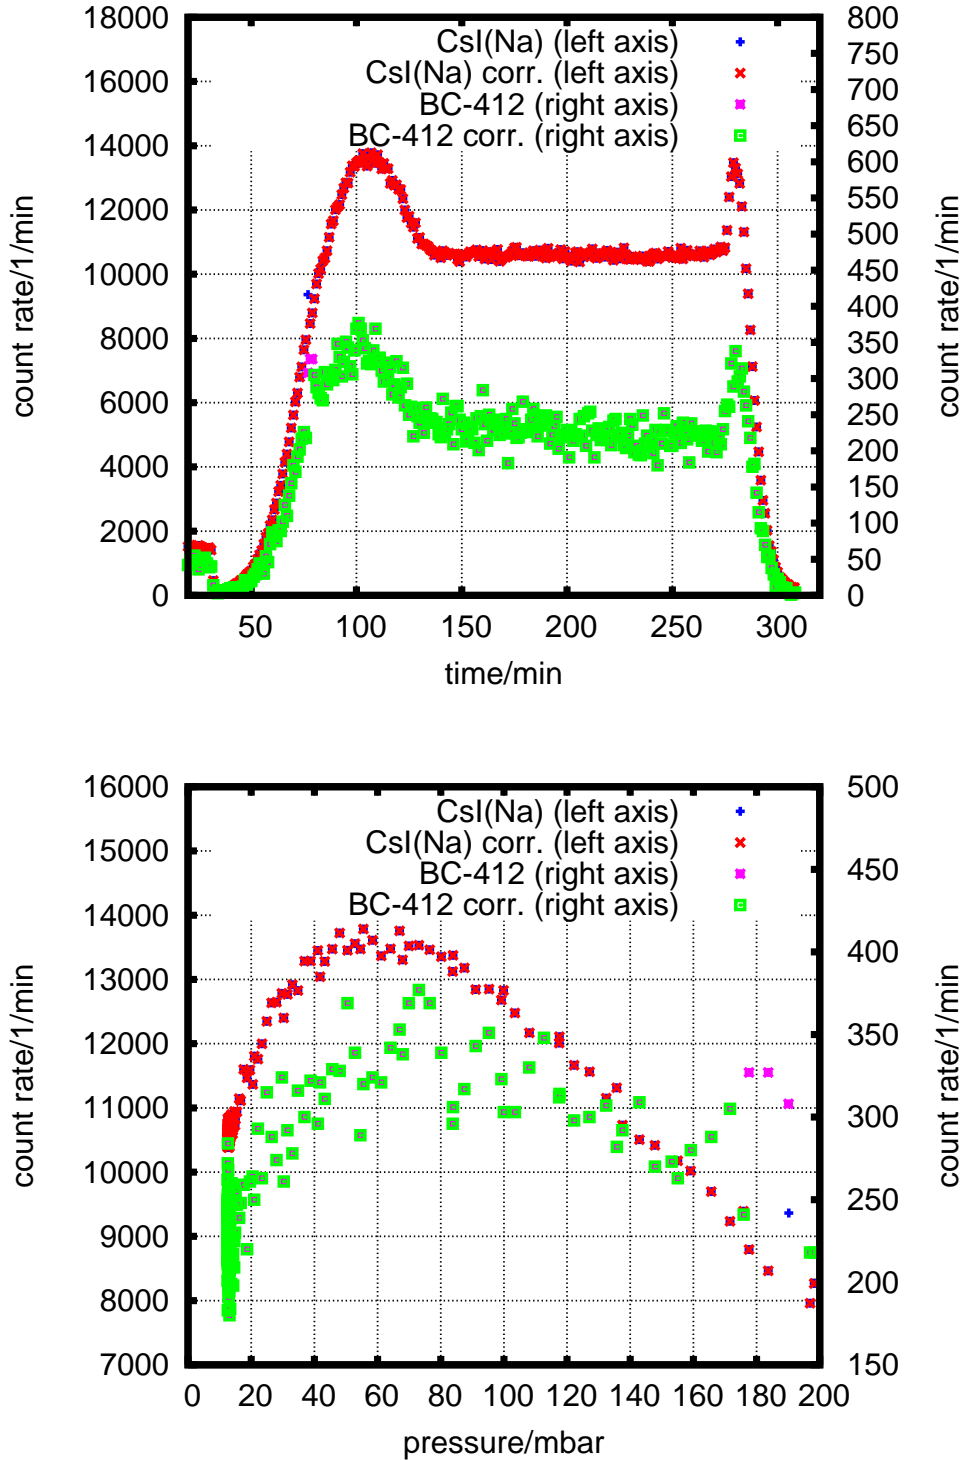 18000
16000
14000
12000
10000
8000
6000
4000
2000
0
count rate/1/min
CsI(Na) (left axis)
CsI(Na) corr. (left axis)
BC-412 (right axis)
BC-412 corr. (right axis)
800
750
700
650
600
550
500
450
400
350
300
250
200
150
100
50
0
count rate/1/min
50 100 150 200 250 300
time/min
16000
15000
14000
13000
12000
11000
10000
9000
8000
7000
count rate/1/min
CsI(Na) (left axis)
CsI(Na) corr. (left axis)
BC-412 (right axis)
BC-412 corr. (right axis)
500
450
400
350
300
250
200
150
count rate/1/min
0 20 40 60 80 100 120 140 160 180 200
pressure/mbar